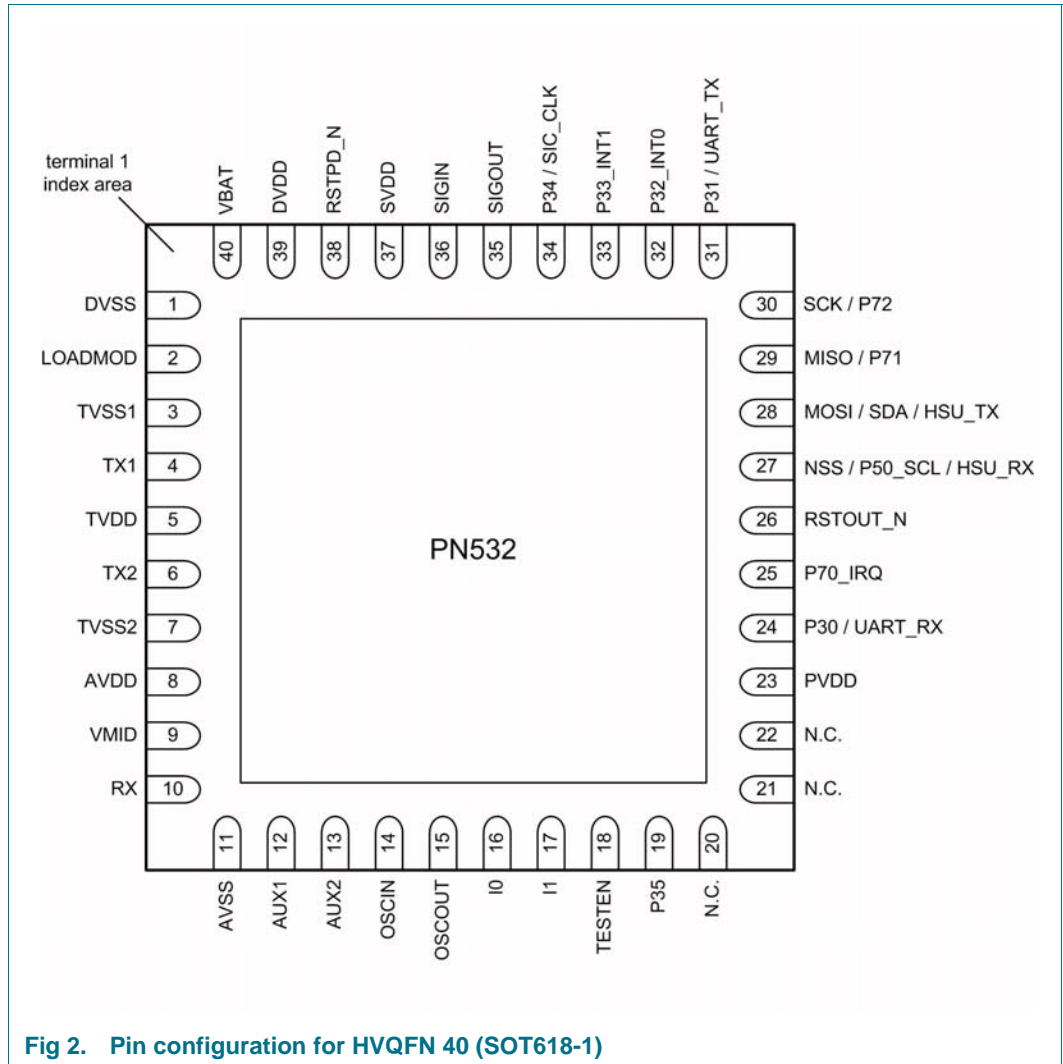 terminal 1
index area
VBAT
DVDD
RSTPD_N
SVDD
SIGIN
SIGOUT
P34 / SIC_CLK
P33_INT1
P32_INT0
P31 / UART_TX
40
39
38
37
36
35
34
33
32
31
DVSS 1
LOADMOD 2
TVSS1 3
TX1 4
TVDD 5
TX2 6
TVSS2 7
AVDD 8
VMID 9
RX 10
PN532
30 SCK / P72
29 MISO / P71
28 MOSI / SDA / HSU_TX
27 NSS / P50_SCL / HSU_RX
26 RSTOUT_N
25 P70_IRQ
24 P30 / UART_RX
23 PVDD
22 N.C.
21 N.C.
11
12
13
14
15
16
17
18
19
20
AVSS
AUX1
AUX2
OSCIN
OSCOUT
I0
I1
TESTEN
P35
N.C.
Fig 2. Pin configuration for HVQFN 40 (SOT618-1)